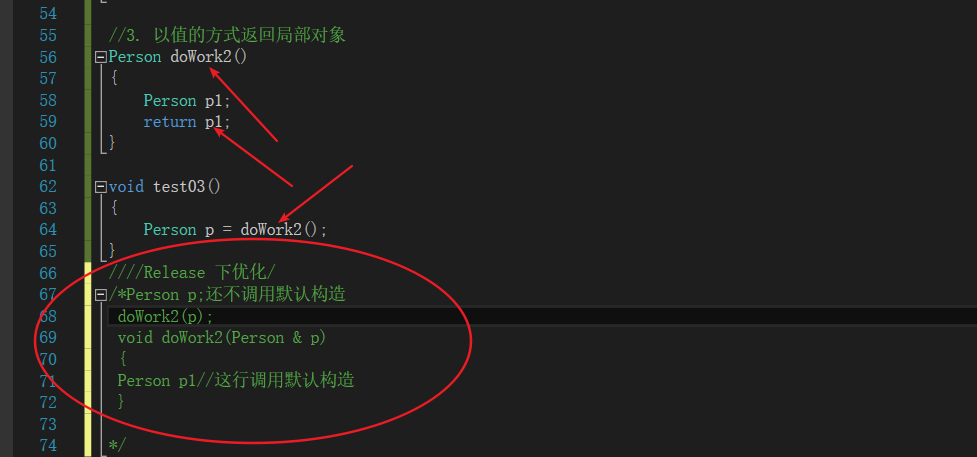 54
55 //3. 以值的方式返回局部对象
56 Person doWork2()
57 {
58 Person p1;
59 return p1;
60 }
61
62 void test03()
63 {
64 Person p = doWork2();
65 }
66 ////Release 下优化/
67 /*Person p;还不调用默认构造
68 doWork2(p);
69 void doWork2(Person & p)
70 {
71 Person p1//这行调用默认构造
72 }
73
74 */